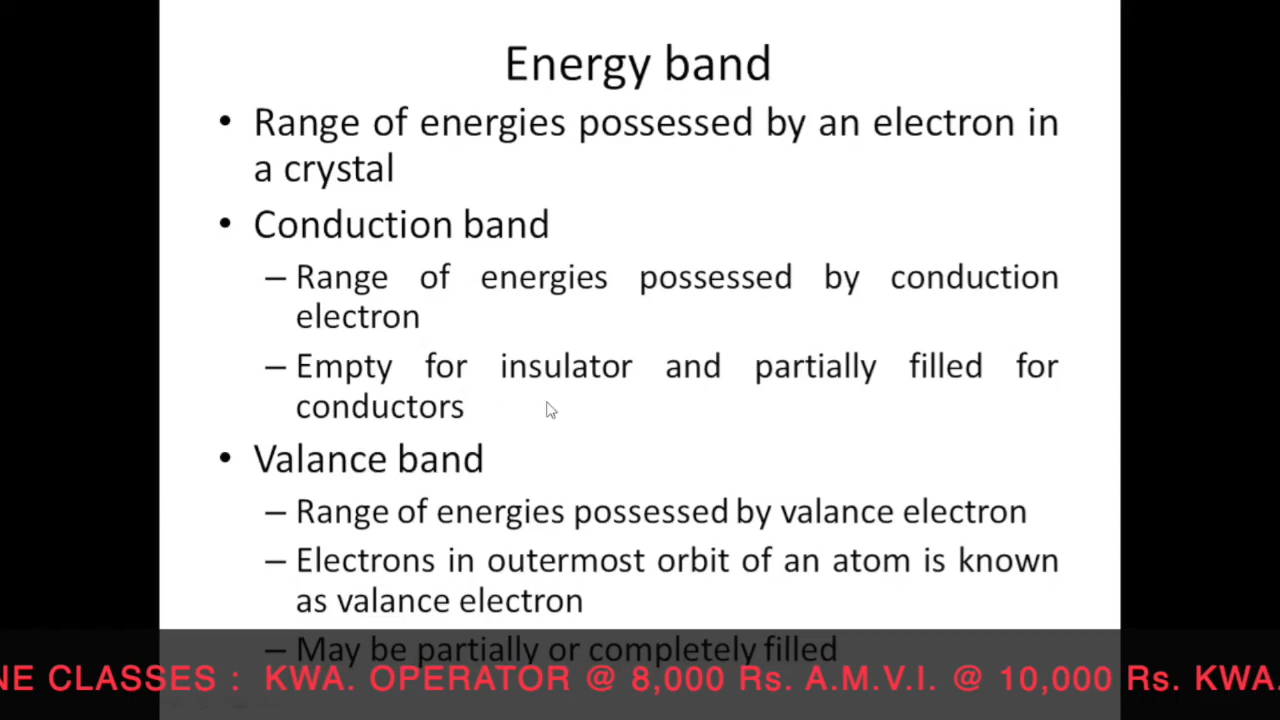 Energy band
• Range of energies possessed by an electron in
a crystal
• Conduction band
– Range of energies possessed by conduction
electron
– Empty for insulator and partially filled for
conductors
• Valance band
– Range of energies possessed by valance electron
– Electrons in outermost orbit of an atom is known
as valance electron
– May be partially or completely filled
NE CLASSES : KWA. OPERATOR @ 8,000 Rs. A.M.V.I. @ 10,000 Rs. KWA.